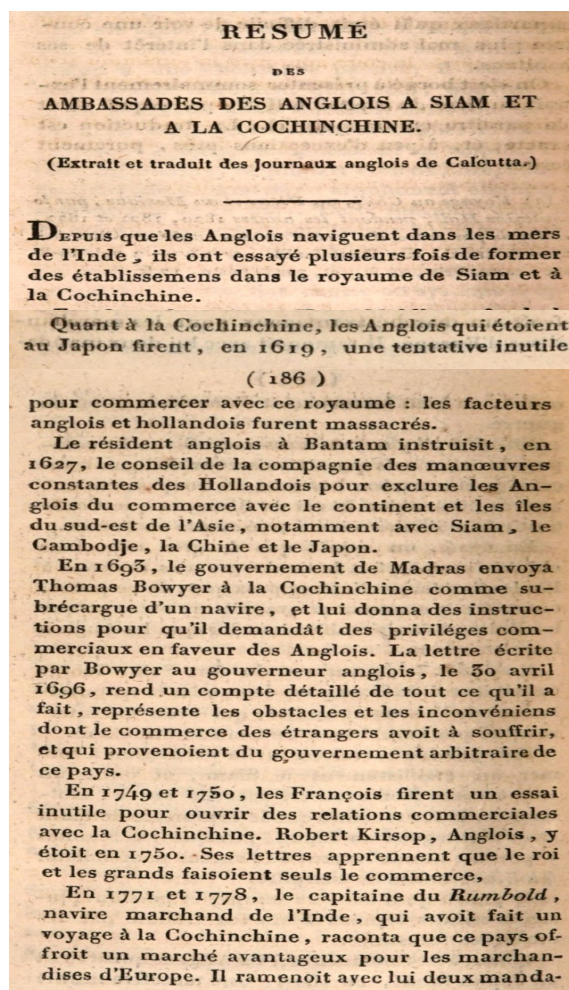 RESUMÉ
DES
AMBASSADES DES ANGLOIS A SIAM ET
A LA COCHINCHINE.
(Extrait et traduit des journaux anglois de Calcutta.)
DEPUIS que les Anglois naviguent dans les mers
de l'Inde, ils ont essayé plusieurs fois de former
des établissemens dans le royaume de Siam et à
la Cochinchine.
Quant à la Cochinchine, les Anglois qui étoient
au Japon firent, en 1619, une tentative inutile
( 186 )
pour commercer avec ce royaume : les facteurs
anglois et hollandois furent massacrés.
Le résident anglois à Bantam instruisit, en
1627, le conseil de la compagnie des manœuvres
constantes des Hollandois pour exclure les An-
glois du commerce avec le continent et les îles
du sud-est de l'Asie, notamment avec Siam, le
Cambodje, la Chine et le Japon.
En 1693, le gouvernement de Madras envoya
Thomas Bowyer à la Cochinchine comme su-
brécargue d'un navire, et lui donna des instruc-
tions pour qu'il demandât des priviléges com-
merciaux en faveur des Anglois. La lettre écrite
par Bowyer au gouverneur anglois, le 30 avril
1696, rend un compte détaillé de tout ce qu'il a
fait, représente les obstacles et les inconvéniens
dont le commerce des étrangers avoit à souffrir,
et qui provenoient du gouvernement arbitraire de
ce pays.
En 1749 et 1750, les François firent un essai
inutile pour ouvrir des relations commerciales
avec la Cochinchine. Robert Kirsop, Anglois, y
étoit en 1750. Ses lettres apprennent que le roi
et les grands faisoient seuls le commerce,
En 1771 et 1778, le capitaine du Rumbold,
navire marchand de l'Inde, qui avoit fait un
voyage à la Cochinchine, raconta que ce pays of-
froit un marché avantageux pour les marchan-
dises d'Europe. Il ramenoit avec lui deux manda-